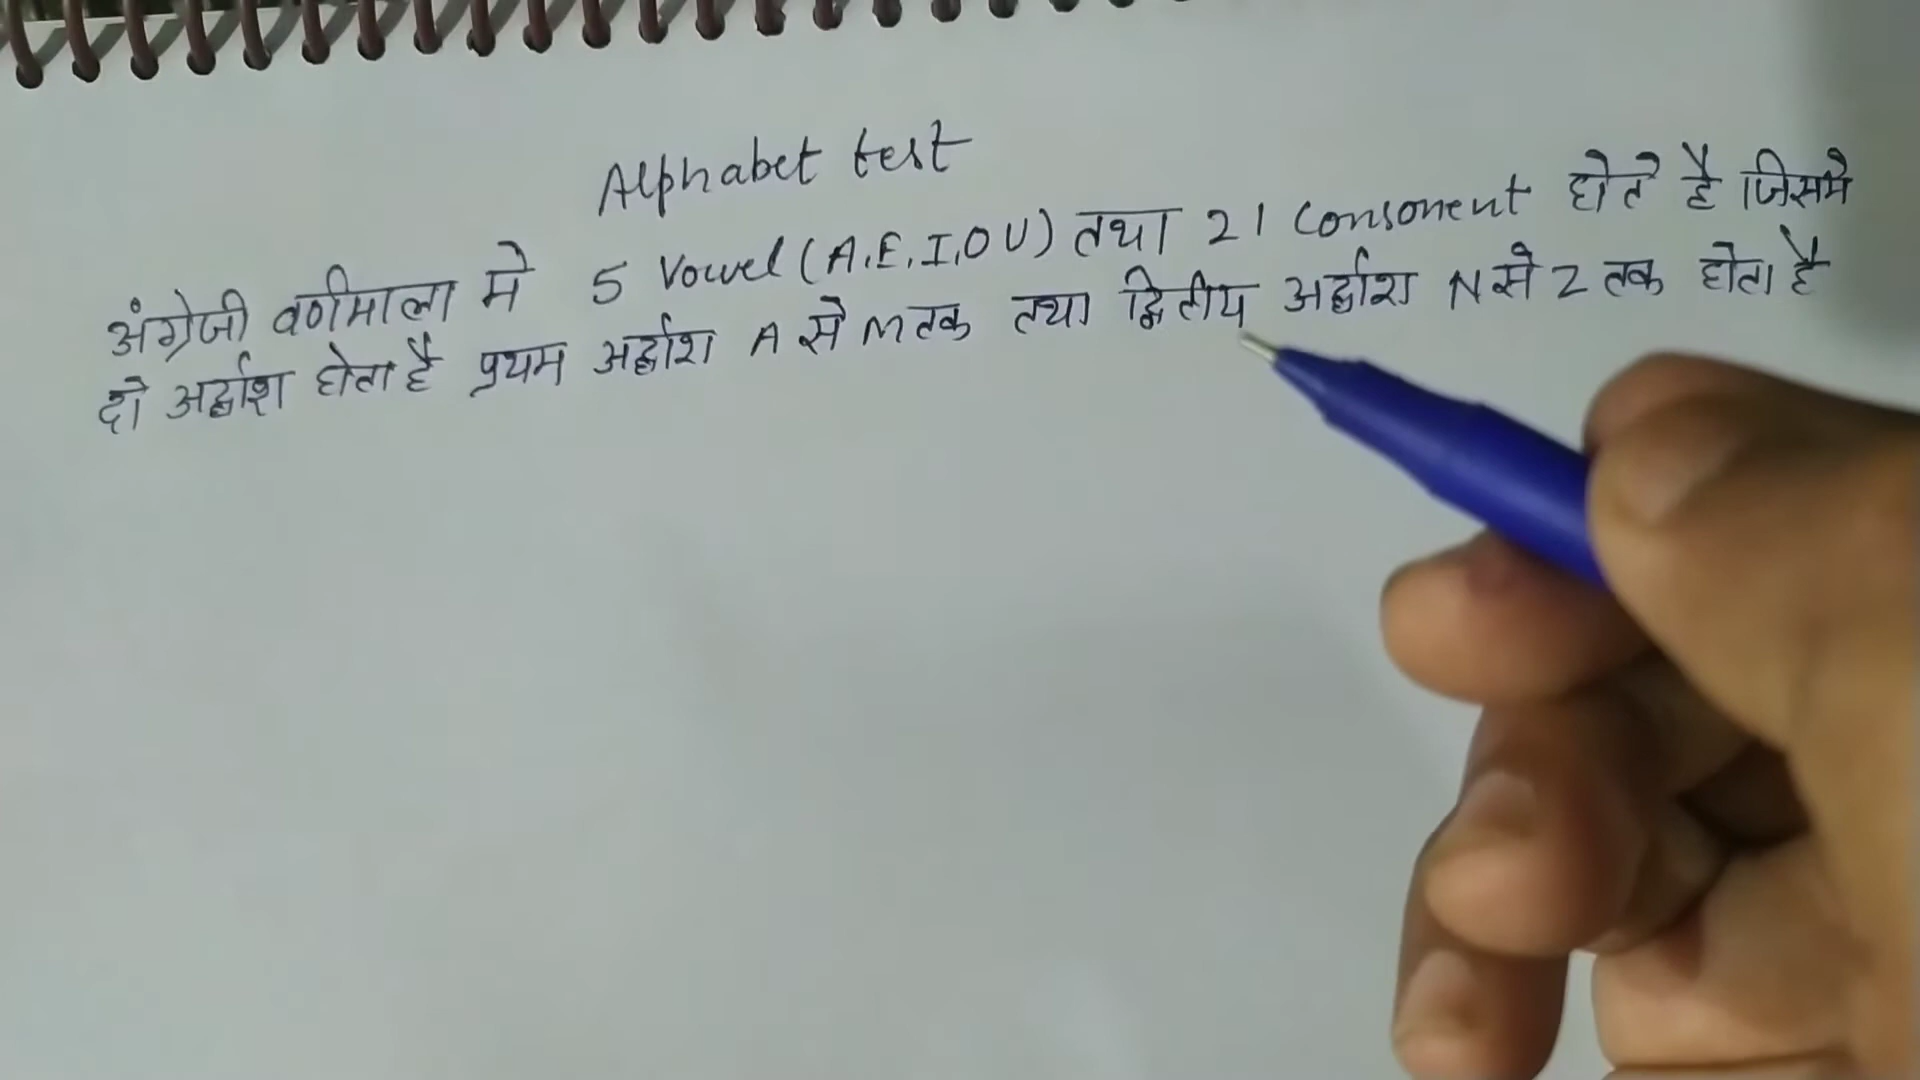 Alphabet test
अंग्रेजी वर्णमाला मे 5 Vowel (A,E,I,O U) तथा 21 Consonent होते है जिसमे
दो अर्द्धाश होता है प्रथम अर्द्धाश A से M तक तथा द्वितीय अर्द्धाश N से Z तक होता है